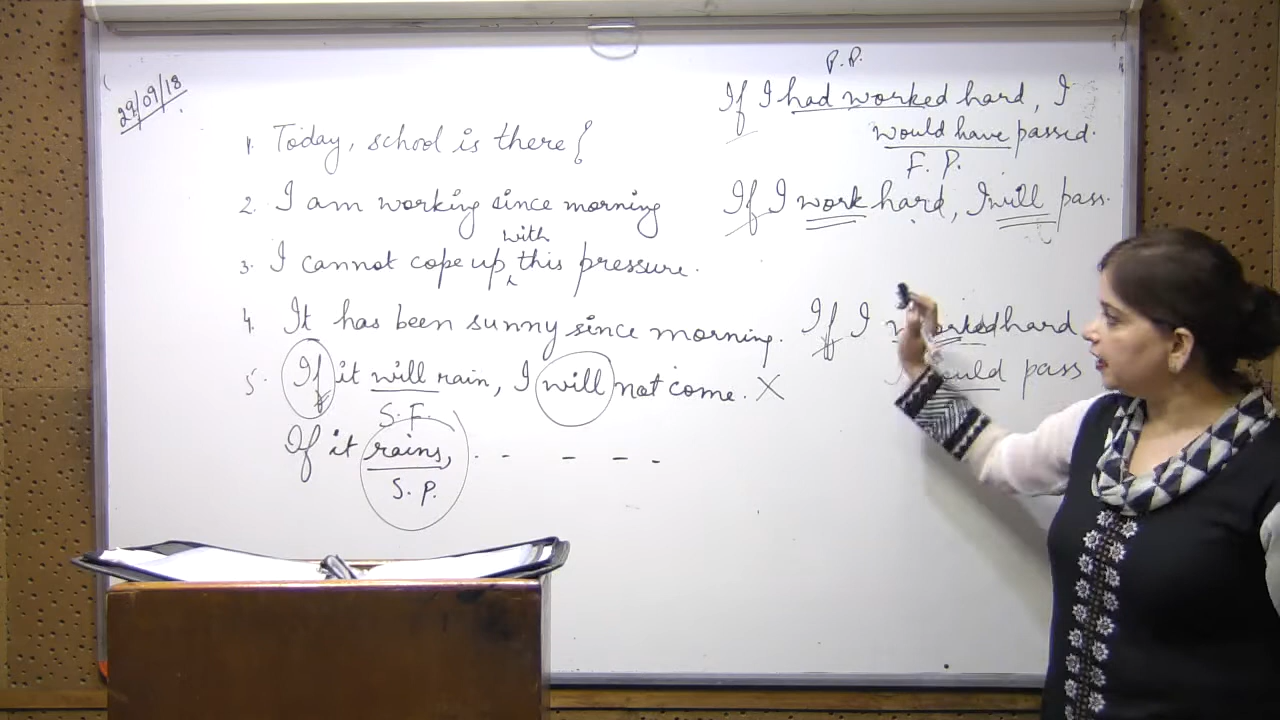 29/09/18
1. Today, school is there {
2. I am working since morning
with
3. I cannot cope up ^ this pressure.
4. It has been sunny since morning.
5. If it will rain, I will not come. X
S.F.
If it rains, - - - - -
S.P.
P.P.
If I had worked hard, I
would have passed.
F.P.
If I work hard, I will pass.
If I worked hard
would pass